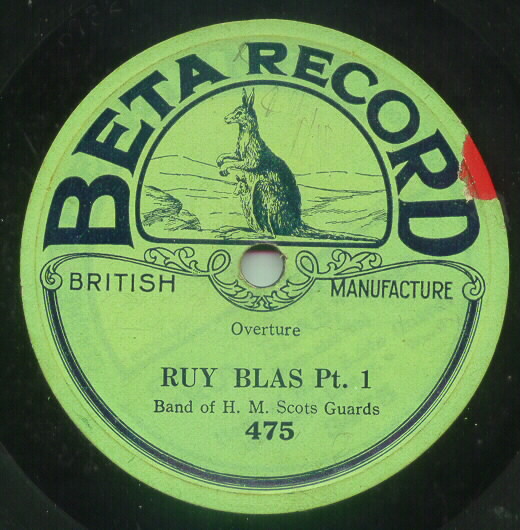 BETA RECORD
BRITISH MANUFACTURE
Overture
RUY BLAS Pt. 1
Band of H. M. Scots Guards
475